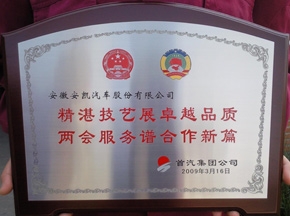 安徽安凯汽车股份有限公司
精湛技艺展卓越品质
两会服务谱合作新篇
首汽集团公司
2009年3月16日